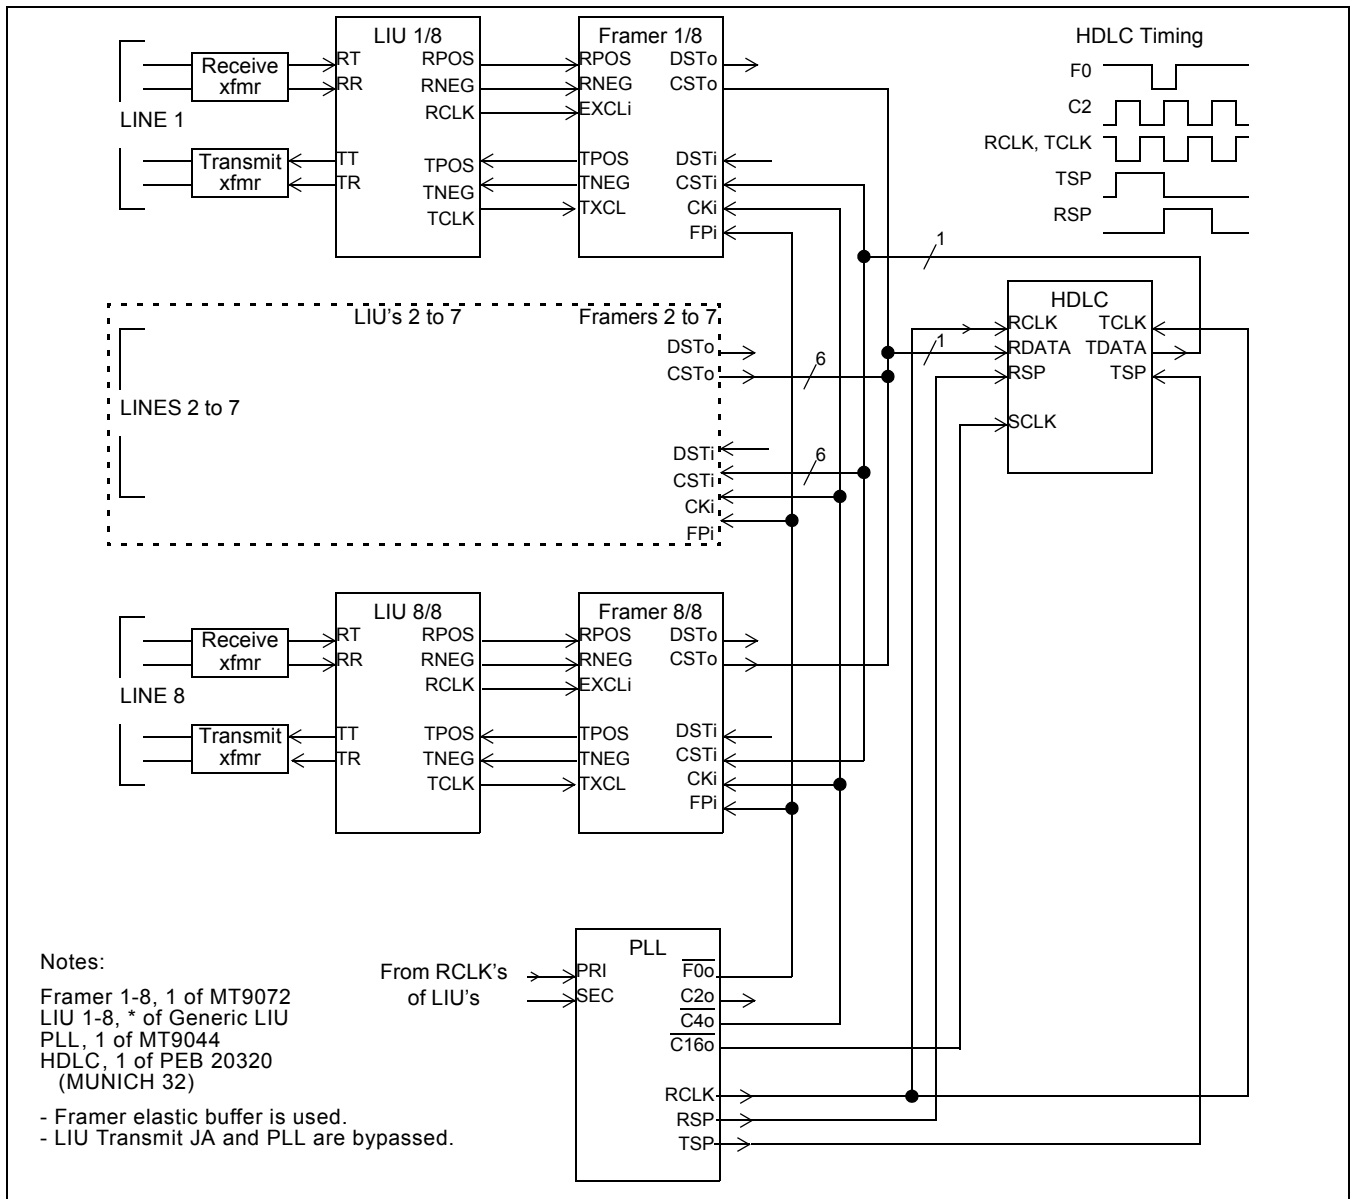 LIU 1/8
Framer 1/8
HDLC Timing
Receive
xfmr
RT
RR
RPOS
RNEG
RCLK
RPOS
RNEG
EXCLi
DSTo
CSTo
LINE 1
Transmit
xfmr
TT
TR
TPOS
TNEG
TCLK
TPOS
TNEG
TXCL
DSTi
CSTi
CKi
FPi
F0
C2
RCLK, TCLK
TSP
RSP
1
LIU's 2 to 7
Framers 2 to 7
DSTo
CSTo
6
LINES 2 to 7
DSTi
CSTi
CKi
FPi
6
HDLC
RCLK
TCLK
1
RDATA
TDATA
RSP
TSP
SCLK
LIU 8/8
Framer 8/8
Receive
xfmr
RT
RR
RPOS
RNEG
RCLK
RPOS
RNEG
EXCLi
DSTo
CSTo
LINE 8
Transmit
xfmr
TT
TR
TPOS
TNEG
TCLK
TPOS
TNEG
TXCL
DSTi
CSTi
CKi
FPi
PLL
From RCLK's
of LIU's
PRI
SEC
F0o
C2o
C4o
C16o
RCLK
RSP
TSP
Notes:
Framer 1-8, 1 of MT9072
LIU 1-8, * of Generic LIU
PLL, 1 of MT9044
HDLC, 1 of PEB 20320
(MUNICH 32)
- Framer elastic buffer is used.
- LIU Transmit JA and PLL are bypassed.